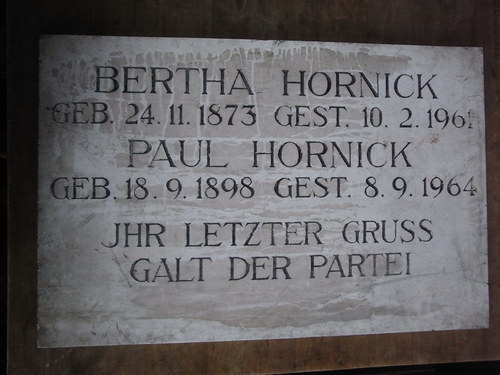 BERTHA HORNICK
GEB. 24. 11. 1873 GEST. 10. 2. 1961
PAUL HORNICK
GEB. 18. 9. 1898 GEST. 8. 9. 1964
JHR LETZTER GRUSS
GALT DER PARTEI